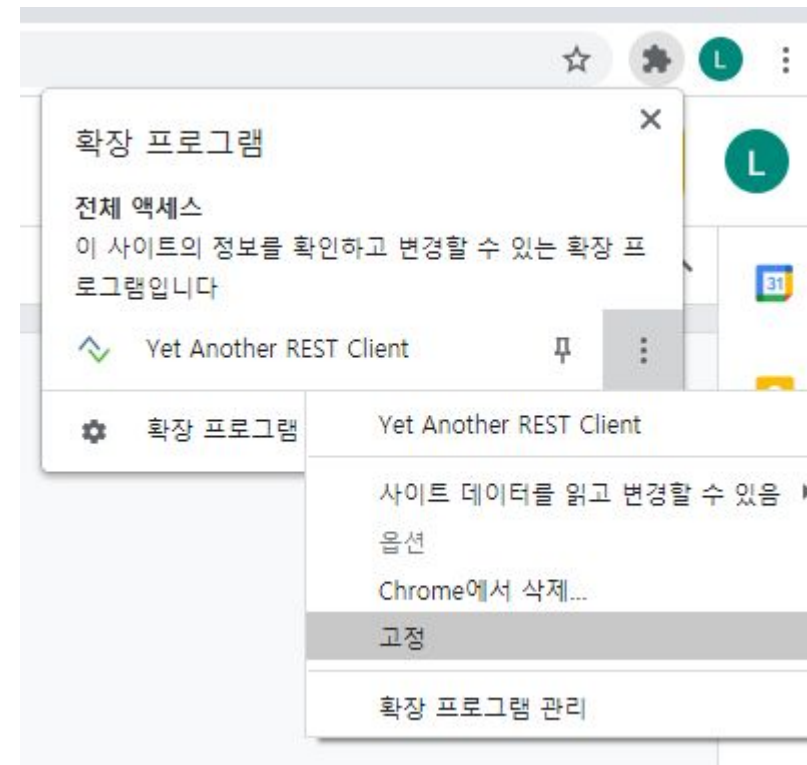 L
확장 프로그램
L
전체 액세스
이 사이트의 정보를 확인하고 변경할 수 있는 확장 프
로그램입니다
31
Yet Another REST Client
확장 프로그램
Yet Another REST Client
사이트 데이터를 읽고 변경할 수 있음
옵션
Chrome에서 삭제...
고정
확장 프로그램 관리